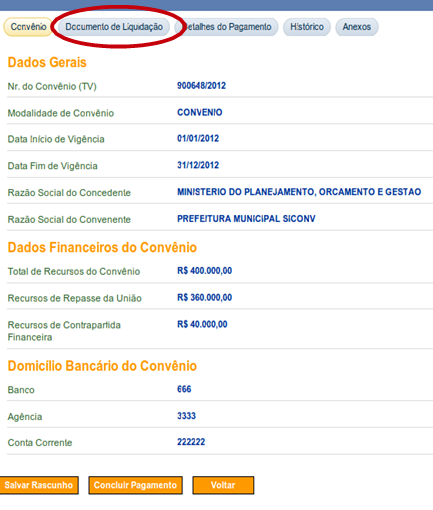 Convênio Documento de Liquidação Detalhes do Pagamento Histórico Anexos
Dados Gerais
Nr. do Convênio (TV) 900648/2012
Modalidade de Convênio CONVENIO
Data Início de Vigência 01/01/2012
Data Fim de Vigência 31/12/2012
Razão Social do Concedente MINISTERIO DO PLANEJAMENTO, ORCAMENTO E GESTAO
Razão Social do Convenente PREFEITURA MUNICIPAL SICONV
Dados Financeiros do Convênio
Total de Recursos do Convênio R$ 400.000,00
Recursos de Repasse da União R$ 360.000,00
Recursos de Contrapartida R$ 40.000,00
Financeira
Domicílio Bancário do Convênio
Banco 666
Agência 3333
Conta Corrente 222222
Salvar Rascunho Concluir Pagamento Voltar